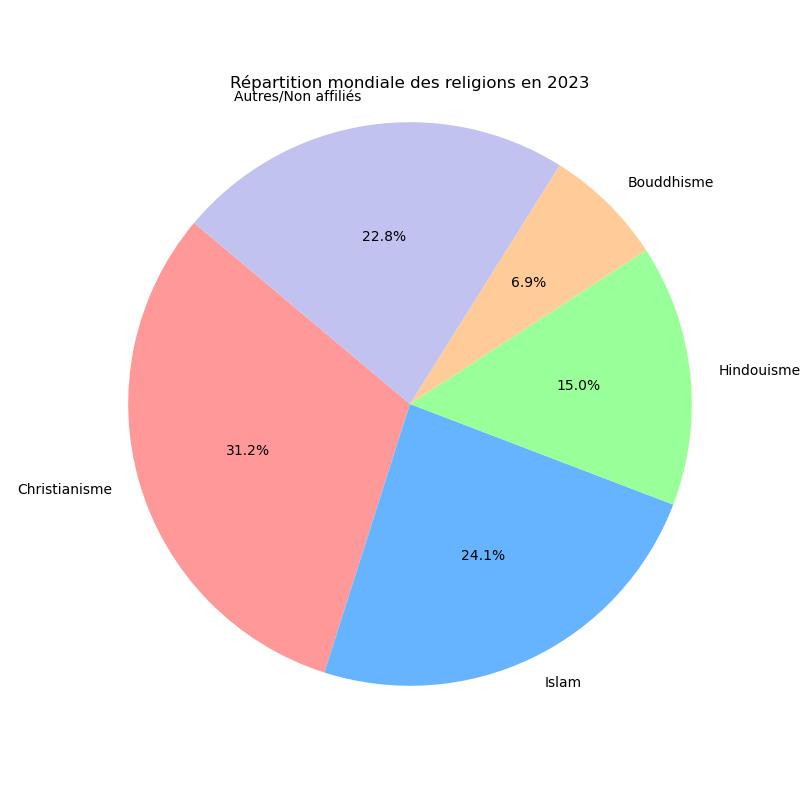 Répartition mondiale des religions en 2023
Autres/Non affiliés
Bouddhisme
22.8%
6.9%
Hindouisme
15.0%
31.2%
Christianisme
24.1%
Islam